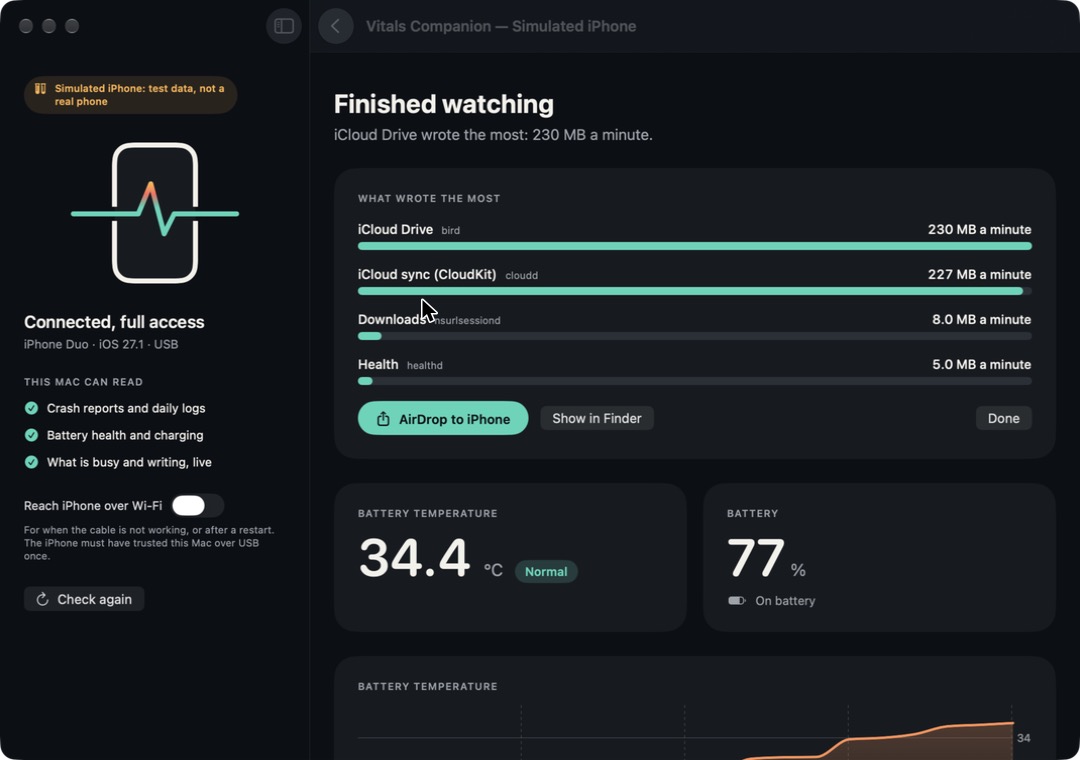 Vitals Companion — Simulated iPhone
Simulated iPhone: test data, not a
real phone
Connected, full access
iPhone Duo · iOS 27.1 · USB
THIS MAC CAN READ
Crash reports and daily logs
Battery health and charging
What is busy and writing, live
Reach iPhone over Wi-Fi
For when the cable is not working, or after a restart.
The iPhone must have trusted this Mac over USB
once.
Check again
Finished watching
iCloud Drive wrote the most: 230 MB a minute.
WHAT WROTE THE MOST
iCloud Drive bird 230 MB a minute
iCloud sync (CloudKit) cloudd 227 MB a minute
Downloads nsurlsessiond 8.0 MB a minute
Health healthd 5.0 MB a minute
AirDrop to iPhone Show in Finder Done
BATTERY TEMPERATURE
34.4 °C Normal
BATTERY
77 %
On battery
BATTERY TEMPERATURE
34